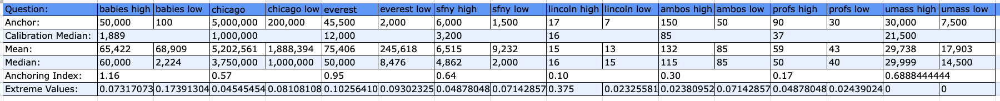 Question: babies high babies low chicago chicago low everest everest low sfny high sfny low lincoln high lincoln low ambos high ambos low profs high profs low umass high umass low
Anchor: 50,000 100 5,000,000 200,000 45,500 2,000 6,000 1,500 17 7 150 50 90 30 30,000 7,500
Calibration Median: 1,889 1,000,000 12,000 3,200 16 85 37 21,500
Mean: 65,422 68,909 5,202,561 1,888,394 75,406 245,618 6,515 9,232 15 13 132 85 59 43 29,738 17,903
Median: 60,000 2,224 3,750,000 1,000,000 50,000 8,476 4,862 2,000 16 15 115 85 50 40 29,999 14,500
Anchoring Index: 1.16 0.57 0.95 0.64 0.10 0.30 0.17 0.6888444444
Extreme Values: 0.07317073 0.17391304 0.04545454 0.08108108 0.10256410 0.09302325 0.04878048 0.07142857 0.375 0.02325581 0.02380952 0.07142857 0.04878048 0.02439024 0 0